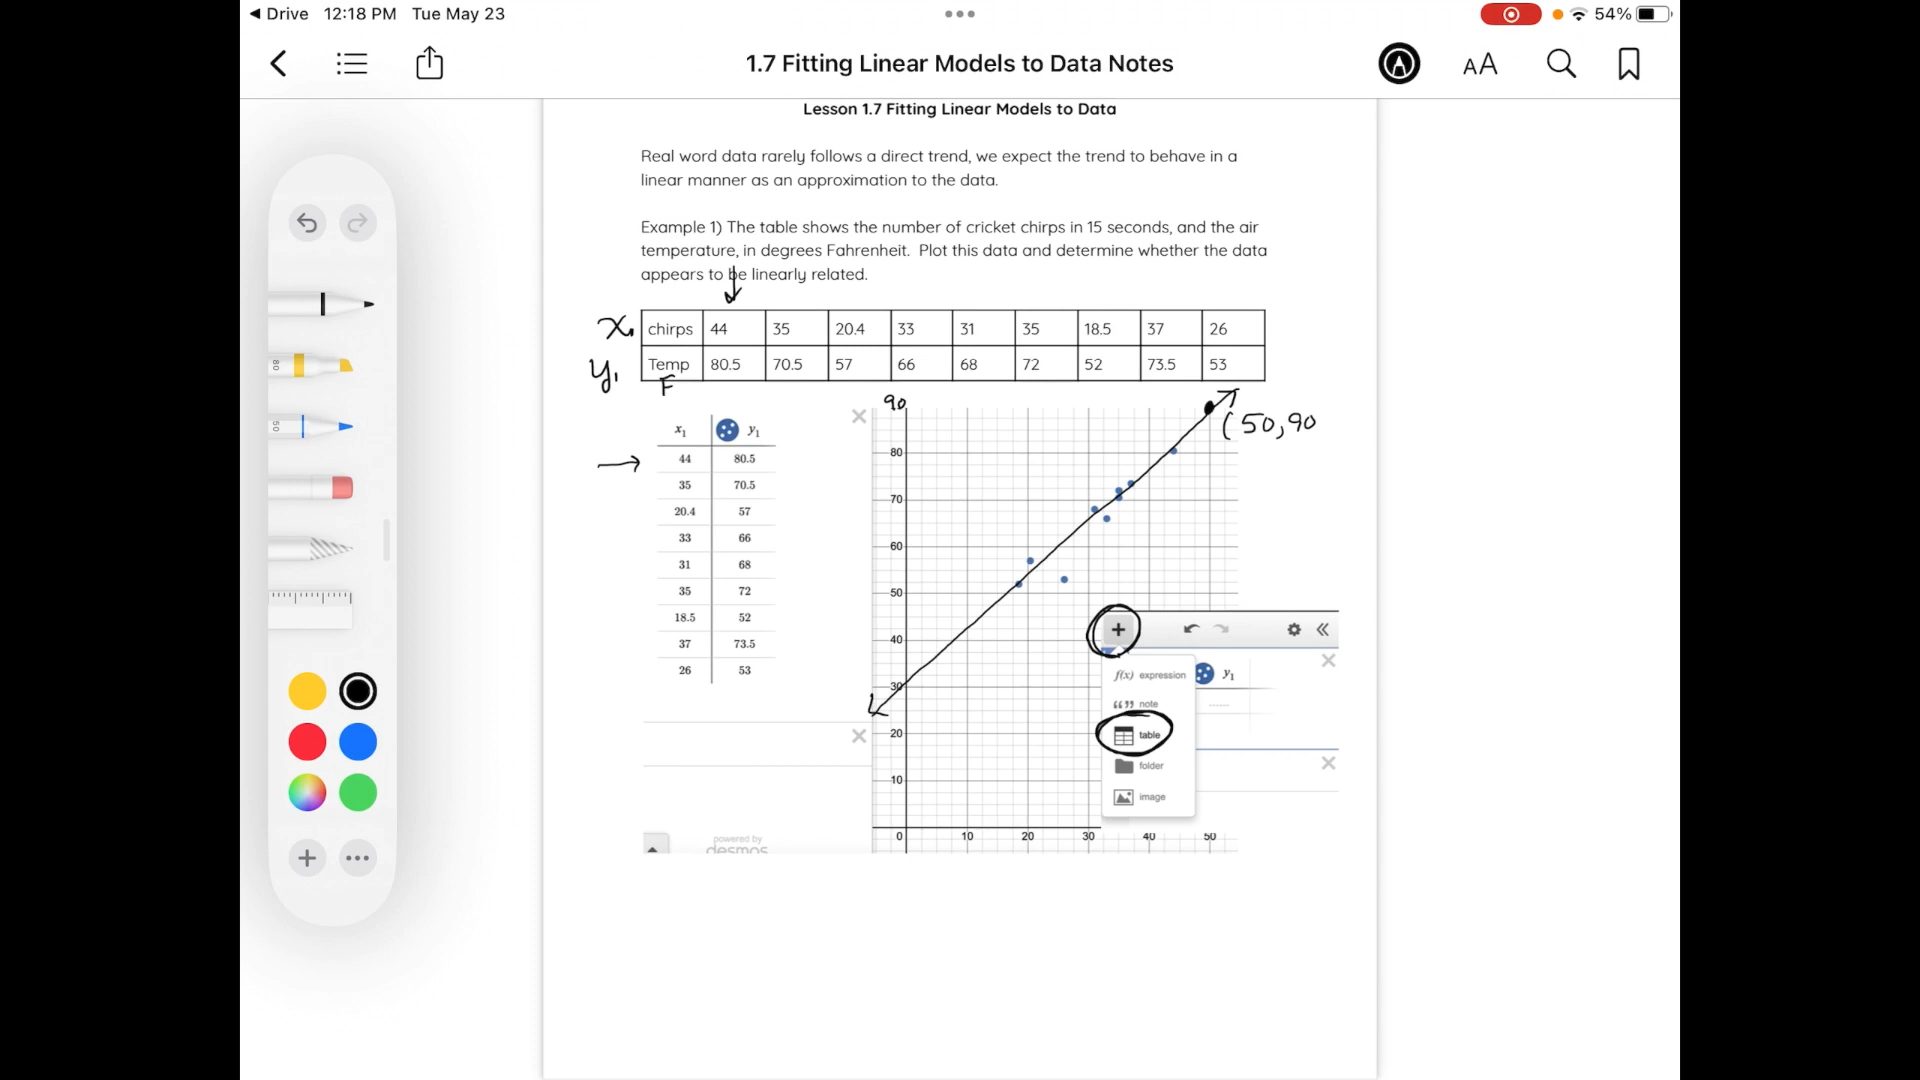 Drive 12:18 PM Tue May 23
54%
1.7 Fitting Linear Models to Data Notes
AA
Lesson 1.7 Fitting Linear Models to Data
Real word data rarely follows a direct trend, we expect the trend to behave in a
linear manner as an approximation to the data.
Example 1) The table shows the number of cricket chirps in 15 seconds, and the air
temperature, in degrees Fahrenheit. Plot this data and determine whether the data
appears to be linearly related.
x₁ chirps 44 35 20.4 33 31 35 18.5 37 26
y₁ Temp 80.5 70.5 57 66 68 72 52 73.5 53
F
90
(50,90
x₁ y₁
44 80.5
35 70.5
20.4 57
33 66
31 68
35 72
18.5 52
37 73.5
26 53
80
70
60
50
40
30
20
10
0 10 20 30 40 50
+
f(x) expression
y₁
“ ” note
table
folder
image
powered by
desmos
80
50